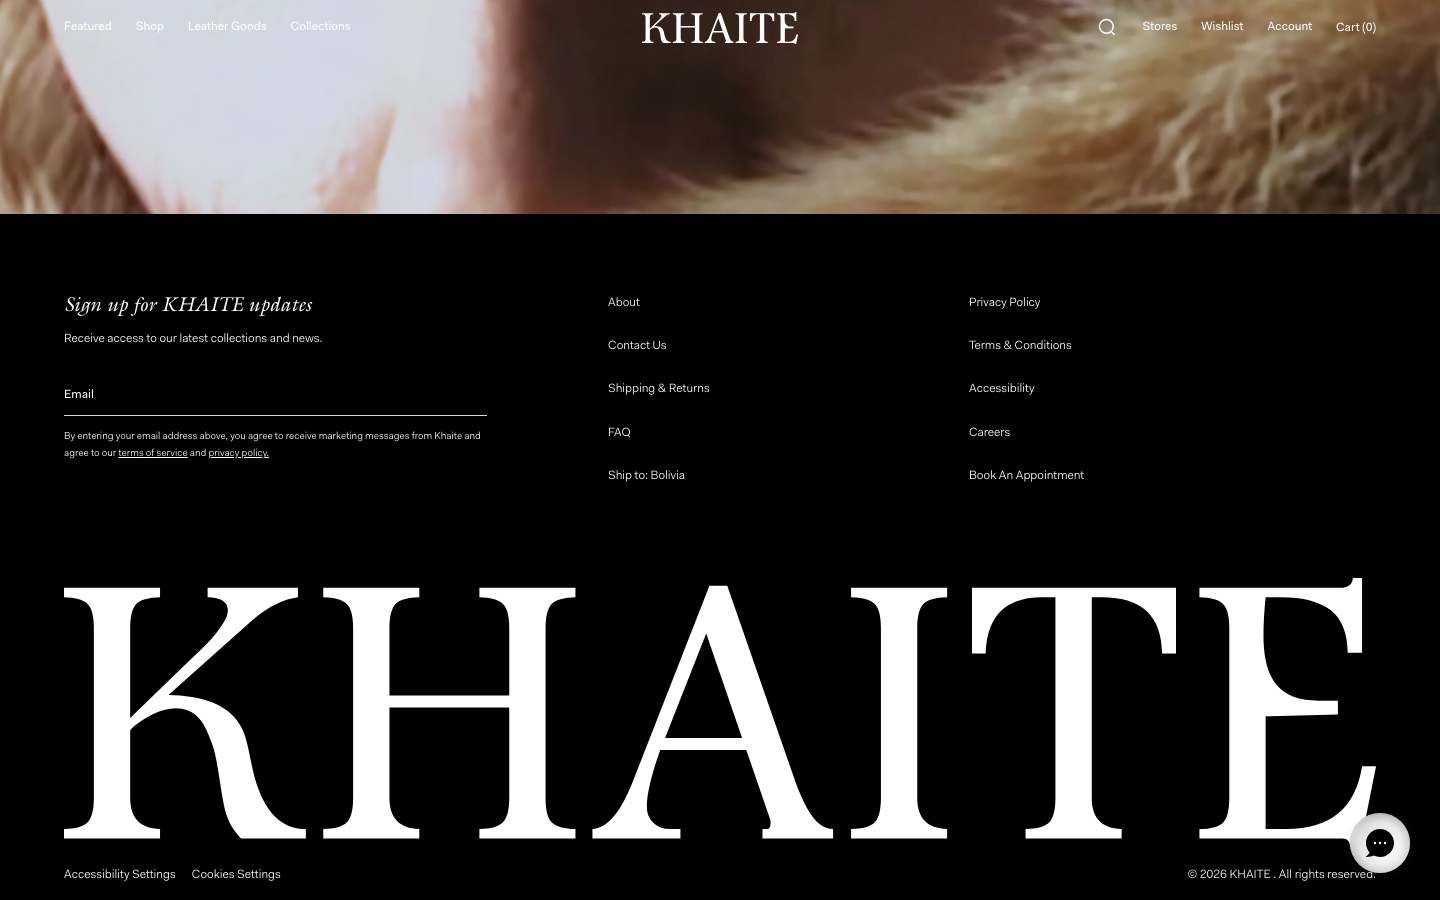 Featured Shop Leather Goods Collections
KHAITE
Stores Wishlist Account Cart (0)
Sign up for KHAITE updates
Receive access to our latest collections and news.
Email
By entering your email address above, you agree to receive marketing messages from Khaite and
agree to our terms of service and privacy policy.
About
Contact Us
Shipping & Returns
FAQ
Ship to: Bolivia
Privacy Policy
Terms & Conditions
Accessibility
Careers
Book An Appointment
KHAITE
Accessibility Settings Cookies Settings
© 2026 KHAITE . All rights reserved.